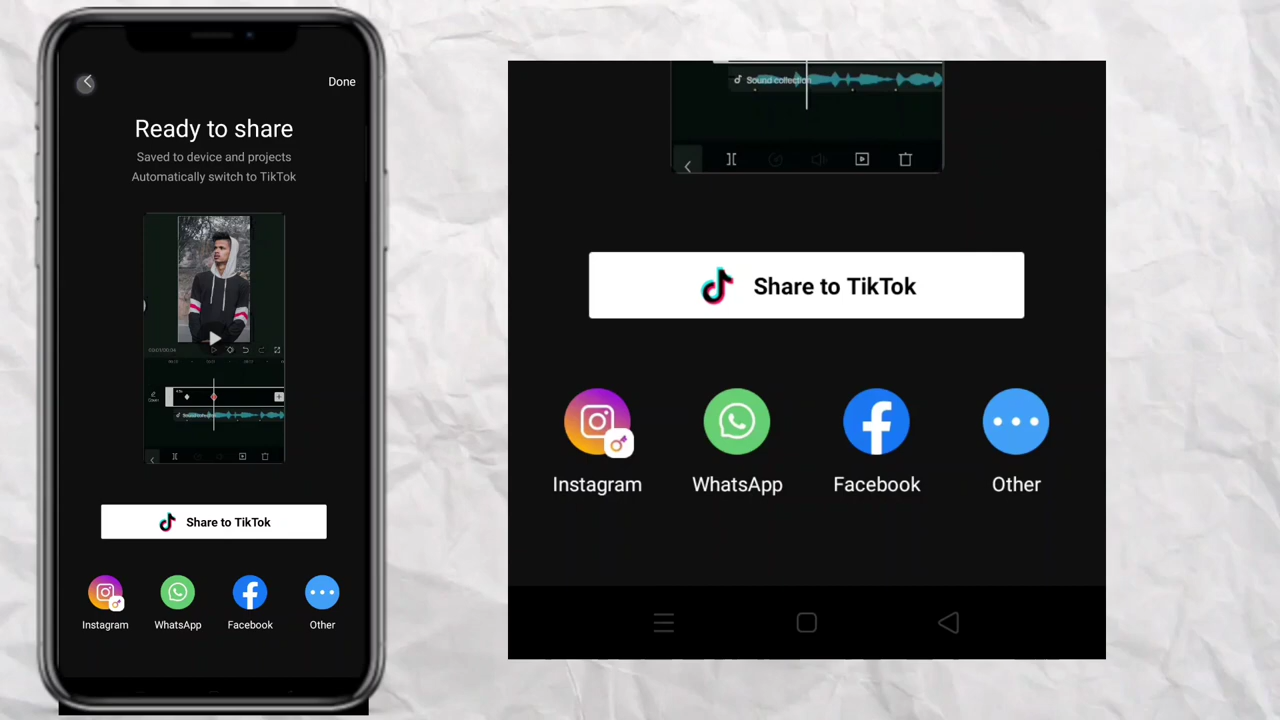 Done
Ready to share
Saved to device and projects
Automatically switch to TikTok
Share to TikTok
Instagram
WhatsApp
Facebook
Other
Sound collection
Share to TikTok
Instagram
WhatsApp
Facebook
Other